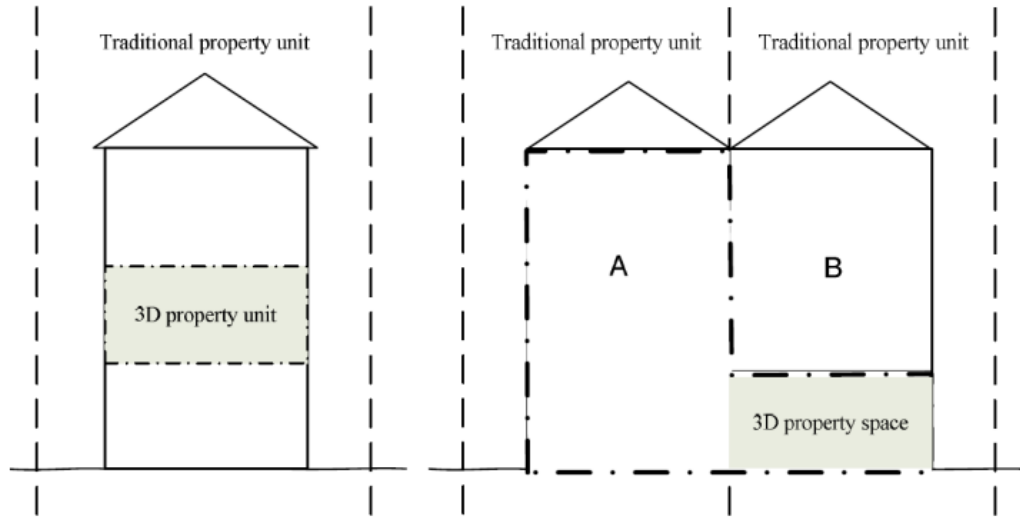 Traditional property unit
3D property unit
Traditional property unit
Traditional property unit
A
B
3D property space